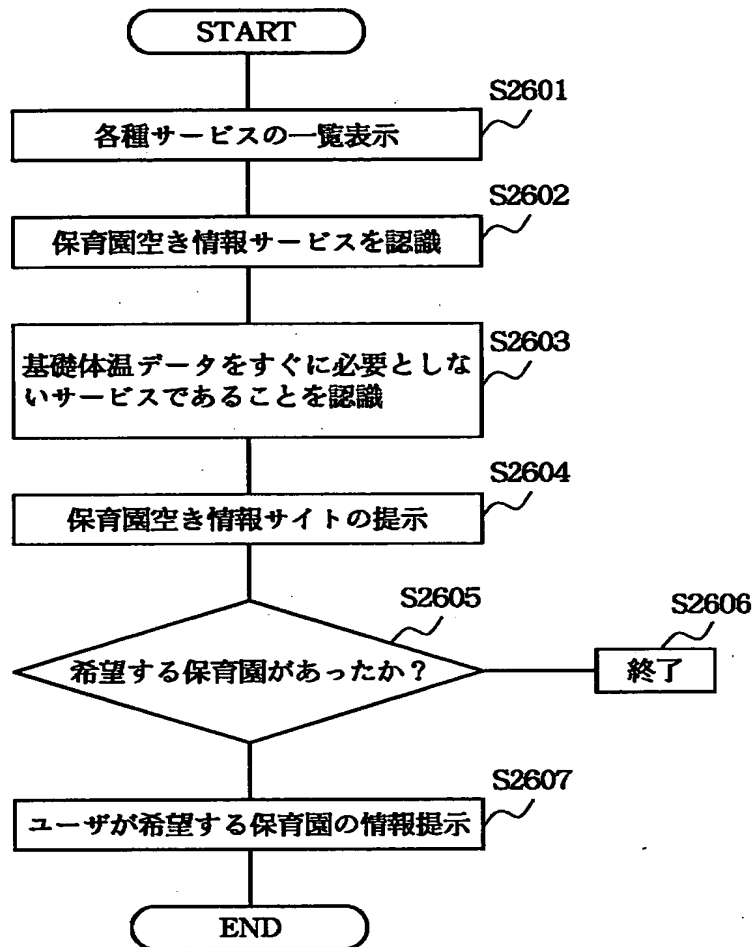 START
S2601
各種サービスの一覧表示
S2602
保育園空き情報サービスを認識
S2603
基礎体温データをすぐに必要としな
いサービスであることを認識
S2604
保育園空き情報サイトの提示
S2605
希望する保育園があったか？
S2606
終了
S2607
ユーザが希望する保育園の情報提示
END